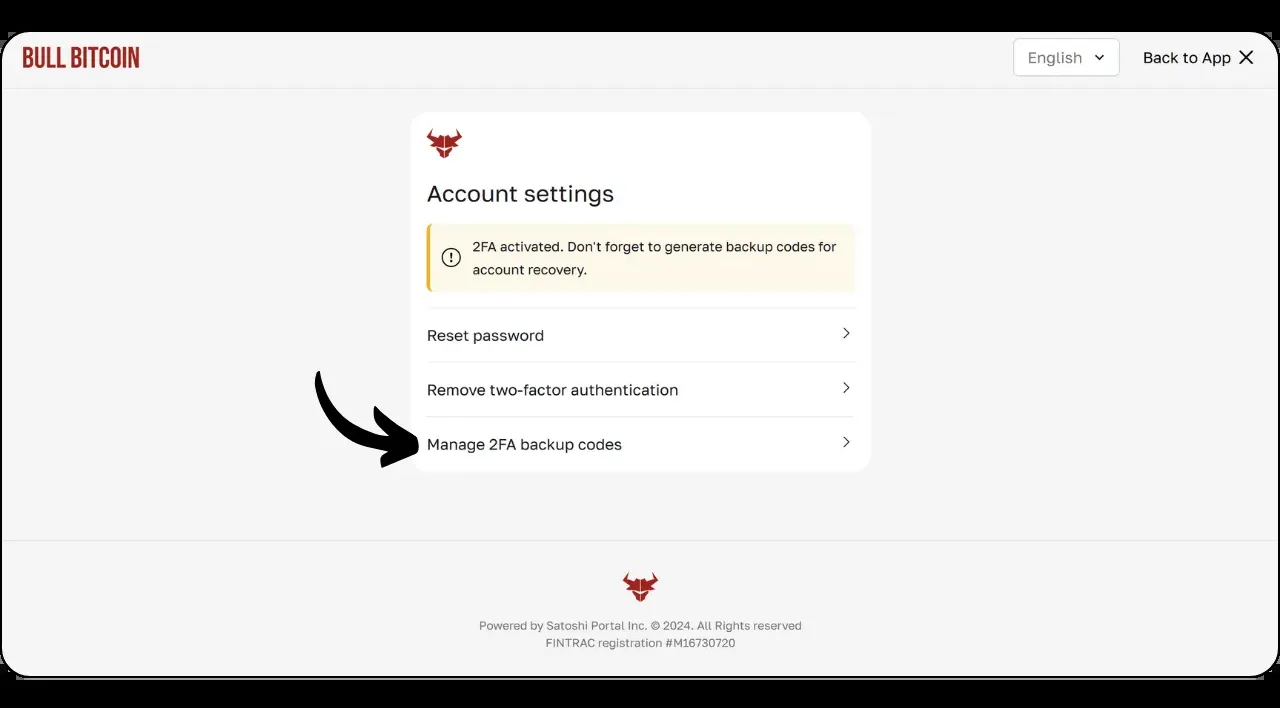 BULL BITCOIN
English
Back to App
Account settings
2FA activated. Don't forget to generate backup codes for
account recovery.
Reset password
Remove two-factor authentication
Manage 2FA backup codes
Powered by Satoshi Portal Inc. © 2024. All Rights reserved
FINTRAC registration #M16730720